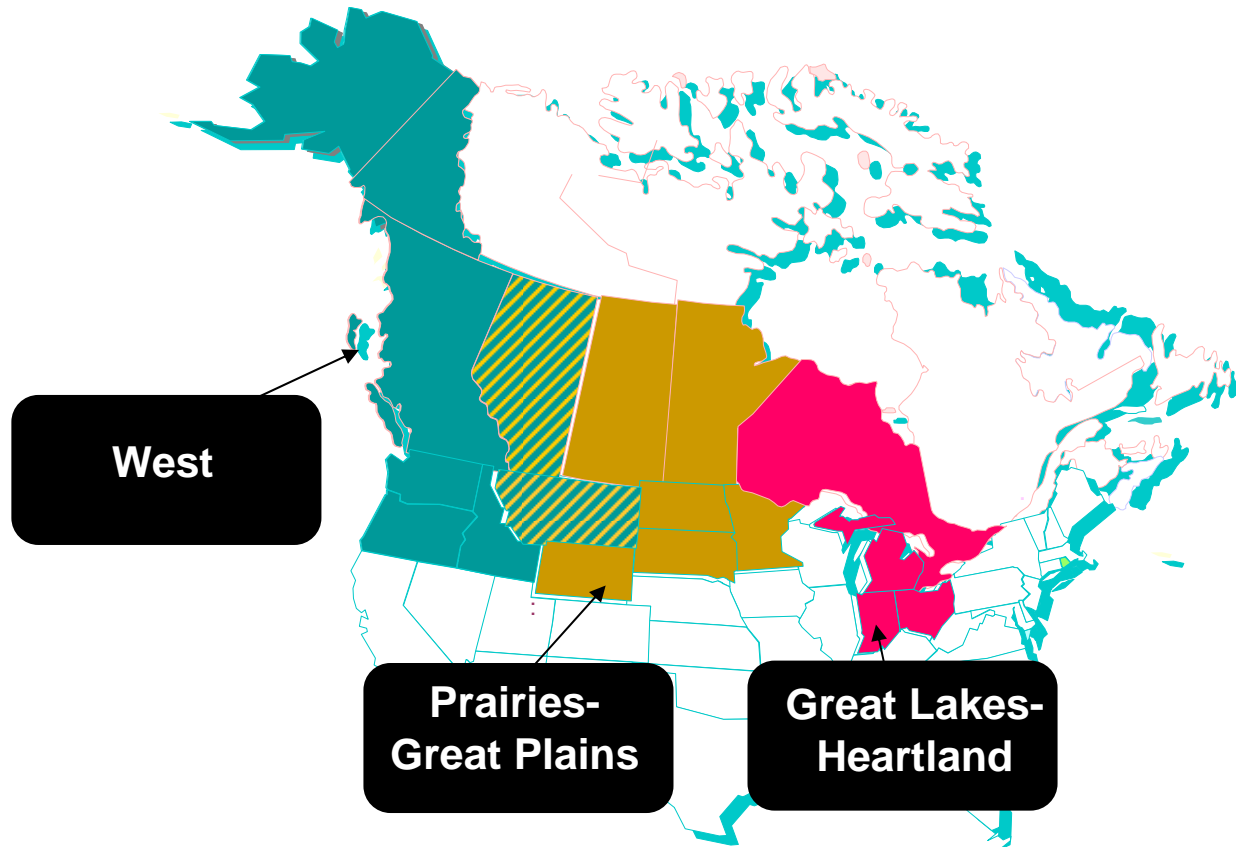 West
Prairies-
Great Plains
Great Lakes-
Heartland